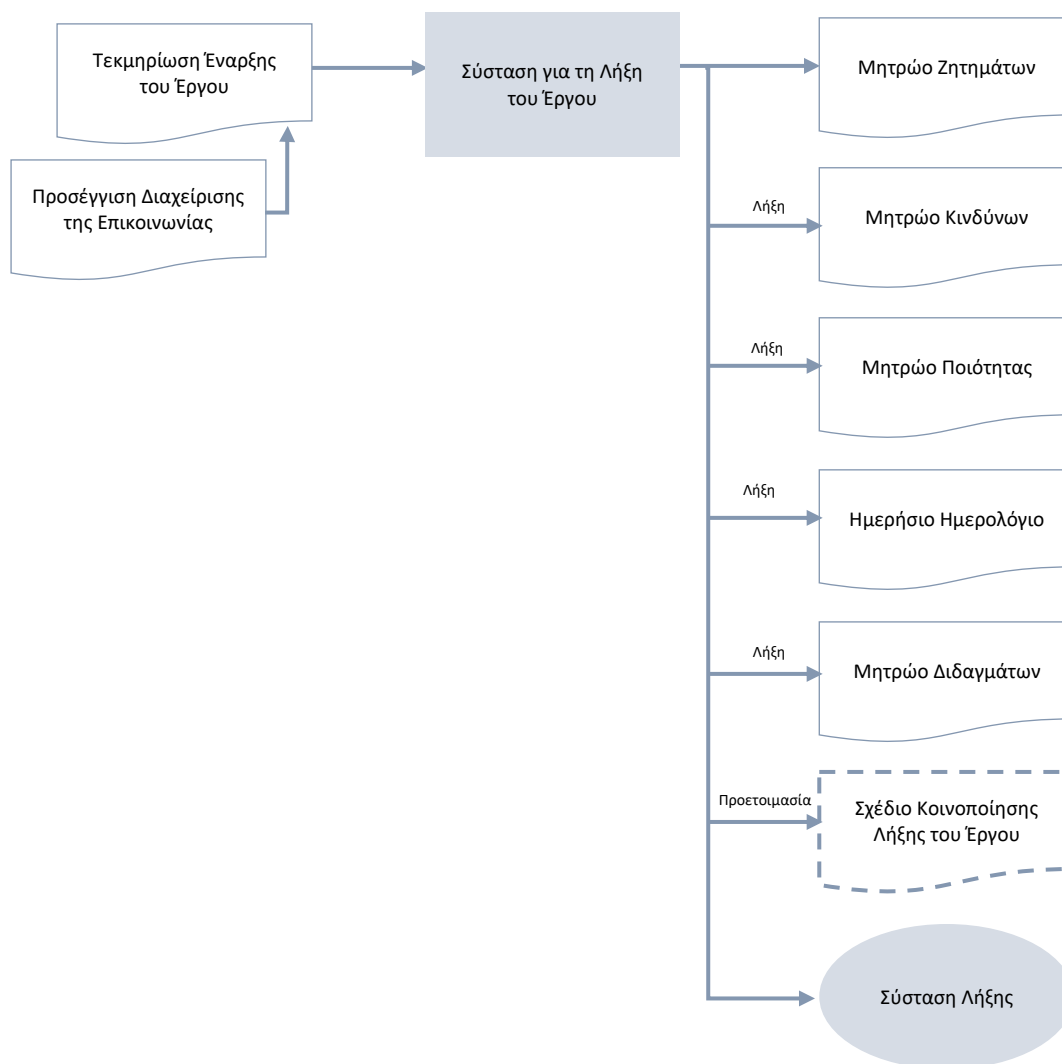 Τεκμηρίωση Έναρξης
του Έργου
Σύσταση για τη Λήξη
του Έργου
Μητρώο Ζητημάτων
Προσέγγιση Διαχείρισης
της Επικοινωνίας
Λήξη
Μητρώο Κινδύνων
Λήξη
Μητρώο Ποιότητας
Λήξη
Ημερήσιο Ημερολόγιο
Λήξη
Μητρώο Διδαγμάτων
Προετοιμασία
Σχέδιο Κοινοποίησης
Λήξης του Έργου
Σύσταση Λήξης